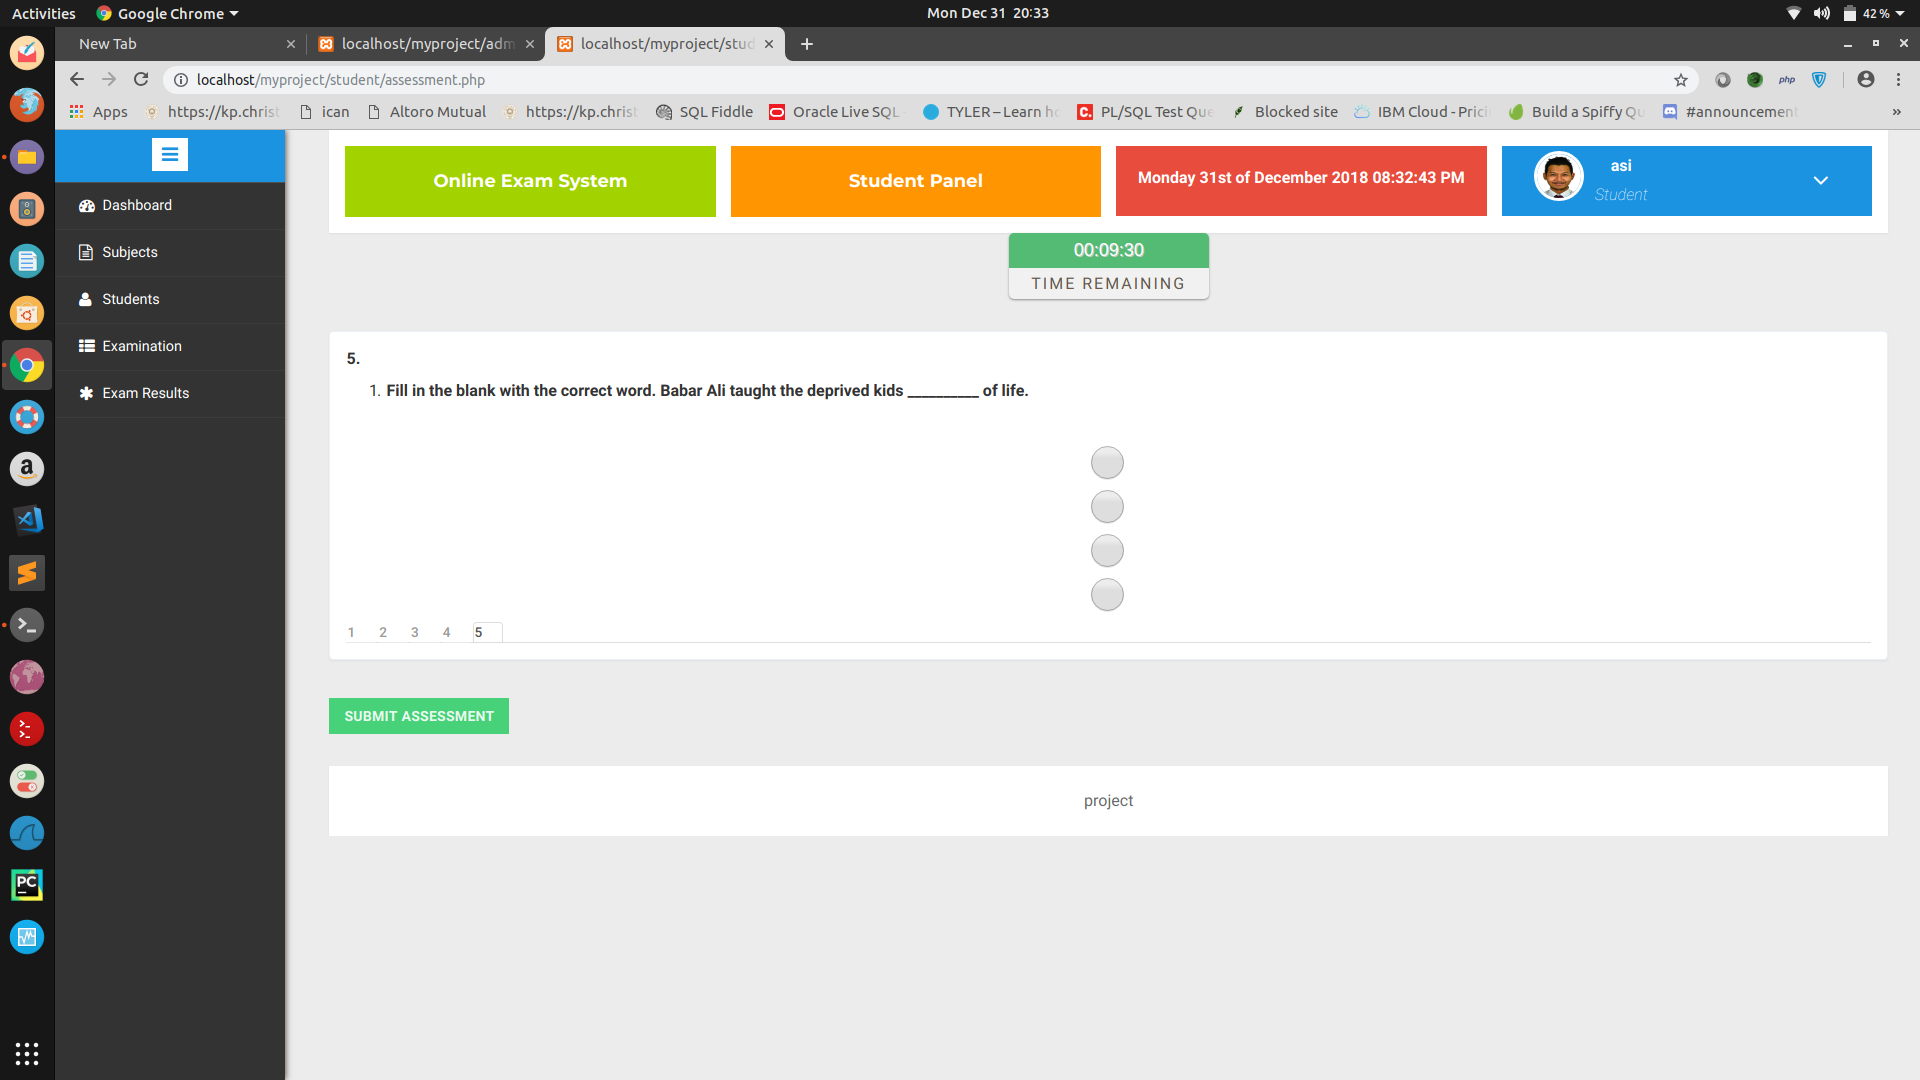 Activities
Google Chrome
Mon Dec 31 20:33
42 %
New Tab
localhost/myproject/adm
localhost/myproject/stud
localhost/myproject/student/assessment.php
php
Apps
https://kp.christ
ican
Altoro Mutual
https://kp.christ
SQL Fiddle
Oracle Live SQL
TYLER – Learn ho
C. PL/SQL Test Que
Blocked site
IBM Cloud - Prici
Build a Spiffy Qu
#announcement
»
Online Exam System
Student Panel
Monday 31st of December 2018 08:32:43 PM
asi
Student
Dashboard
Subjects
Students
Examination
Exam Results
00:09:30
TIME REMAINING
5.
1. Fill in the blank with the correct word. Babar Ali taught the deprived kids __________ of life.
1 2 3 4 5
SUBMIT ASSESSMENT
project
a
PC